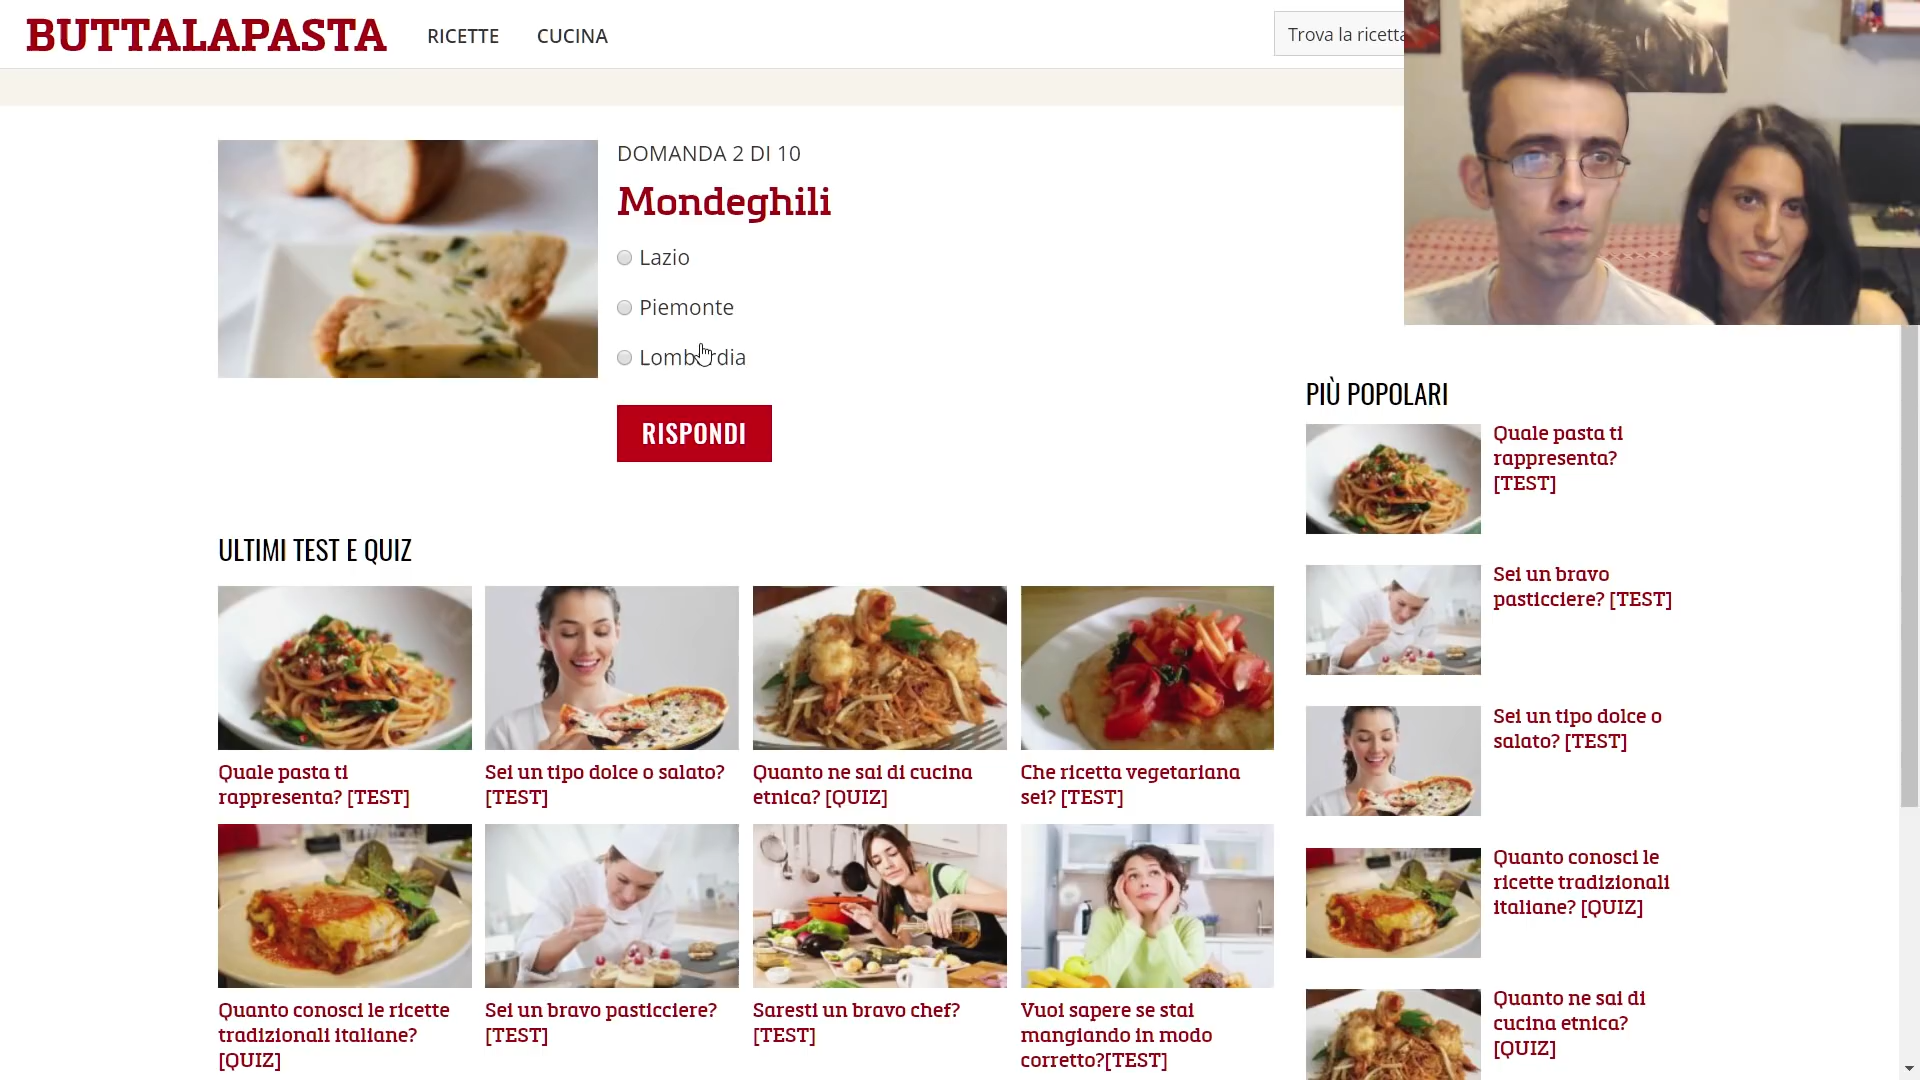 BUTTALAPASTA
RICETTE
CUCINA
Trova la ricetta
DOMANDA 2 DI 10
Mondeghili
Lazio
Piemonte
Lombardia
RISPONDI
PIÙ POPOLARI
Quale pasta ti
rappresenta?
[TEST]
Sei un bravo
pasticciere? [TEST]
Sei un tipo dolce o
salato? [TEST]
Quanto conosci le
ricette tradizionali
italiane? [QUIZ]
Quanto ne sai di
cucina etnica?
[QUIZ]
ULTIMI TEST E QUIZ
Quale pasta ti
rappresenta? [TEST]
Sei un tipo dolce o salato?
[TEST]
Quanto ne sai di cucina
etnica? [QUIZ]
Che ricetta vegetariana
sei? [TEST]
Quanto conosci le ricette
tradizionali italiane?
[QUIZ]
Sei un bravo pasticciere?
[TEST]
Saresti un bravo chef?
[TEST]
Vuoi sapere se stai
mangiando in modo
corretto?[TEST]